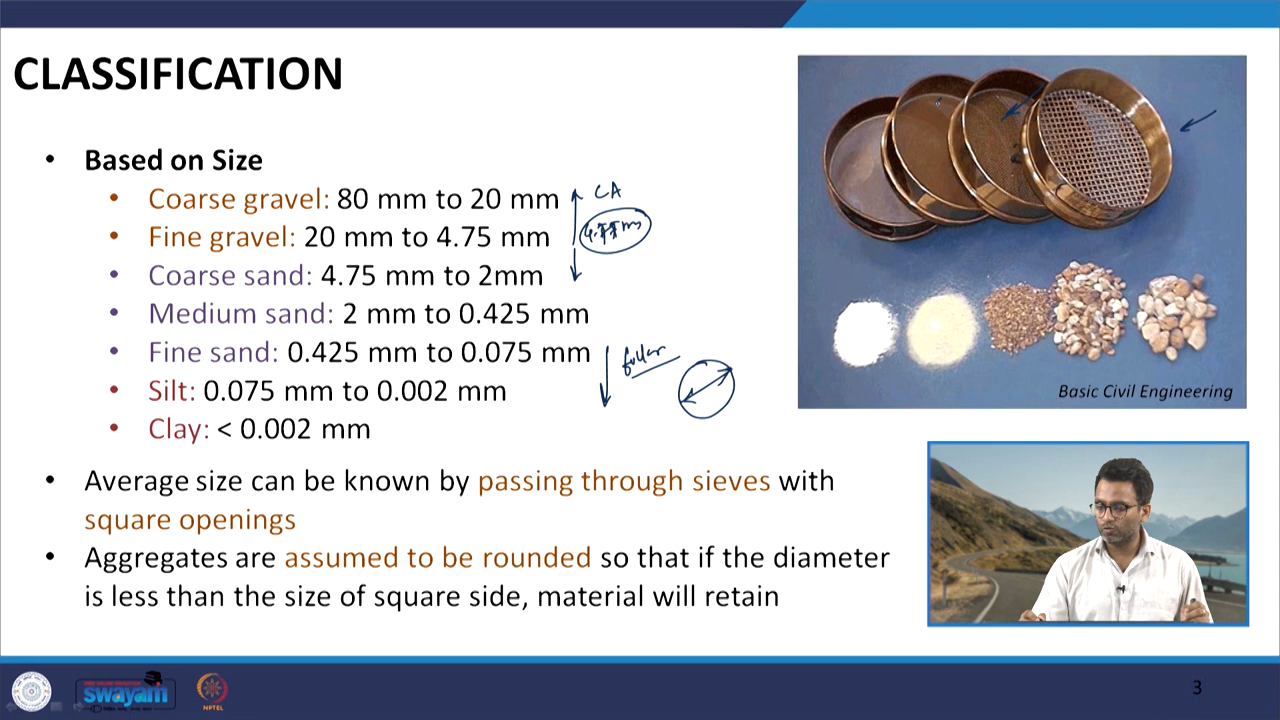 CLASSIFICATION
• Based on Size
• Coarse gravel: 80 mm to 20 mm
CA
• Fine gravel: 20 mm to 4.75 mm
4.75 mm
• Coarse sand: 4.75 mm to 2mm
• Medium sand: 2 mm to 0.425 mm
• Fine sand: 0.425 mm to 0.075 mm
• Silt: 0.075 mm to 0.002 mm
• Clay: < 0.002 mm
Basic Civil Engineering
• Average size can be known by passing through sieves with
square openings
• Aggregates are assumed to be rounded so that if the diameter
is less than the size of square side, material will retain
swayam
NPTEL
3